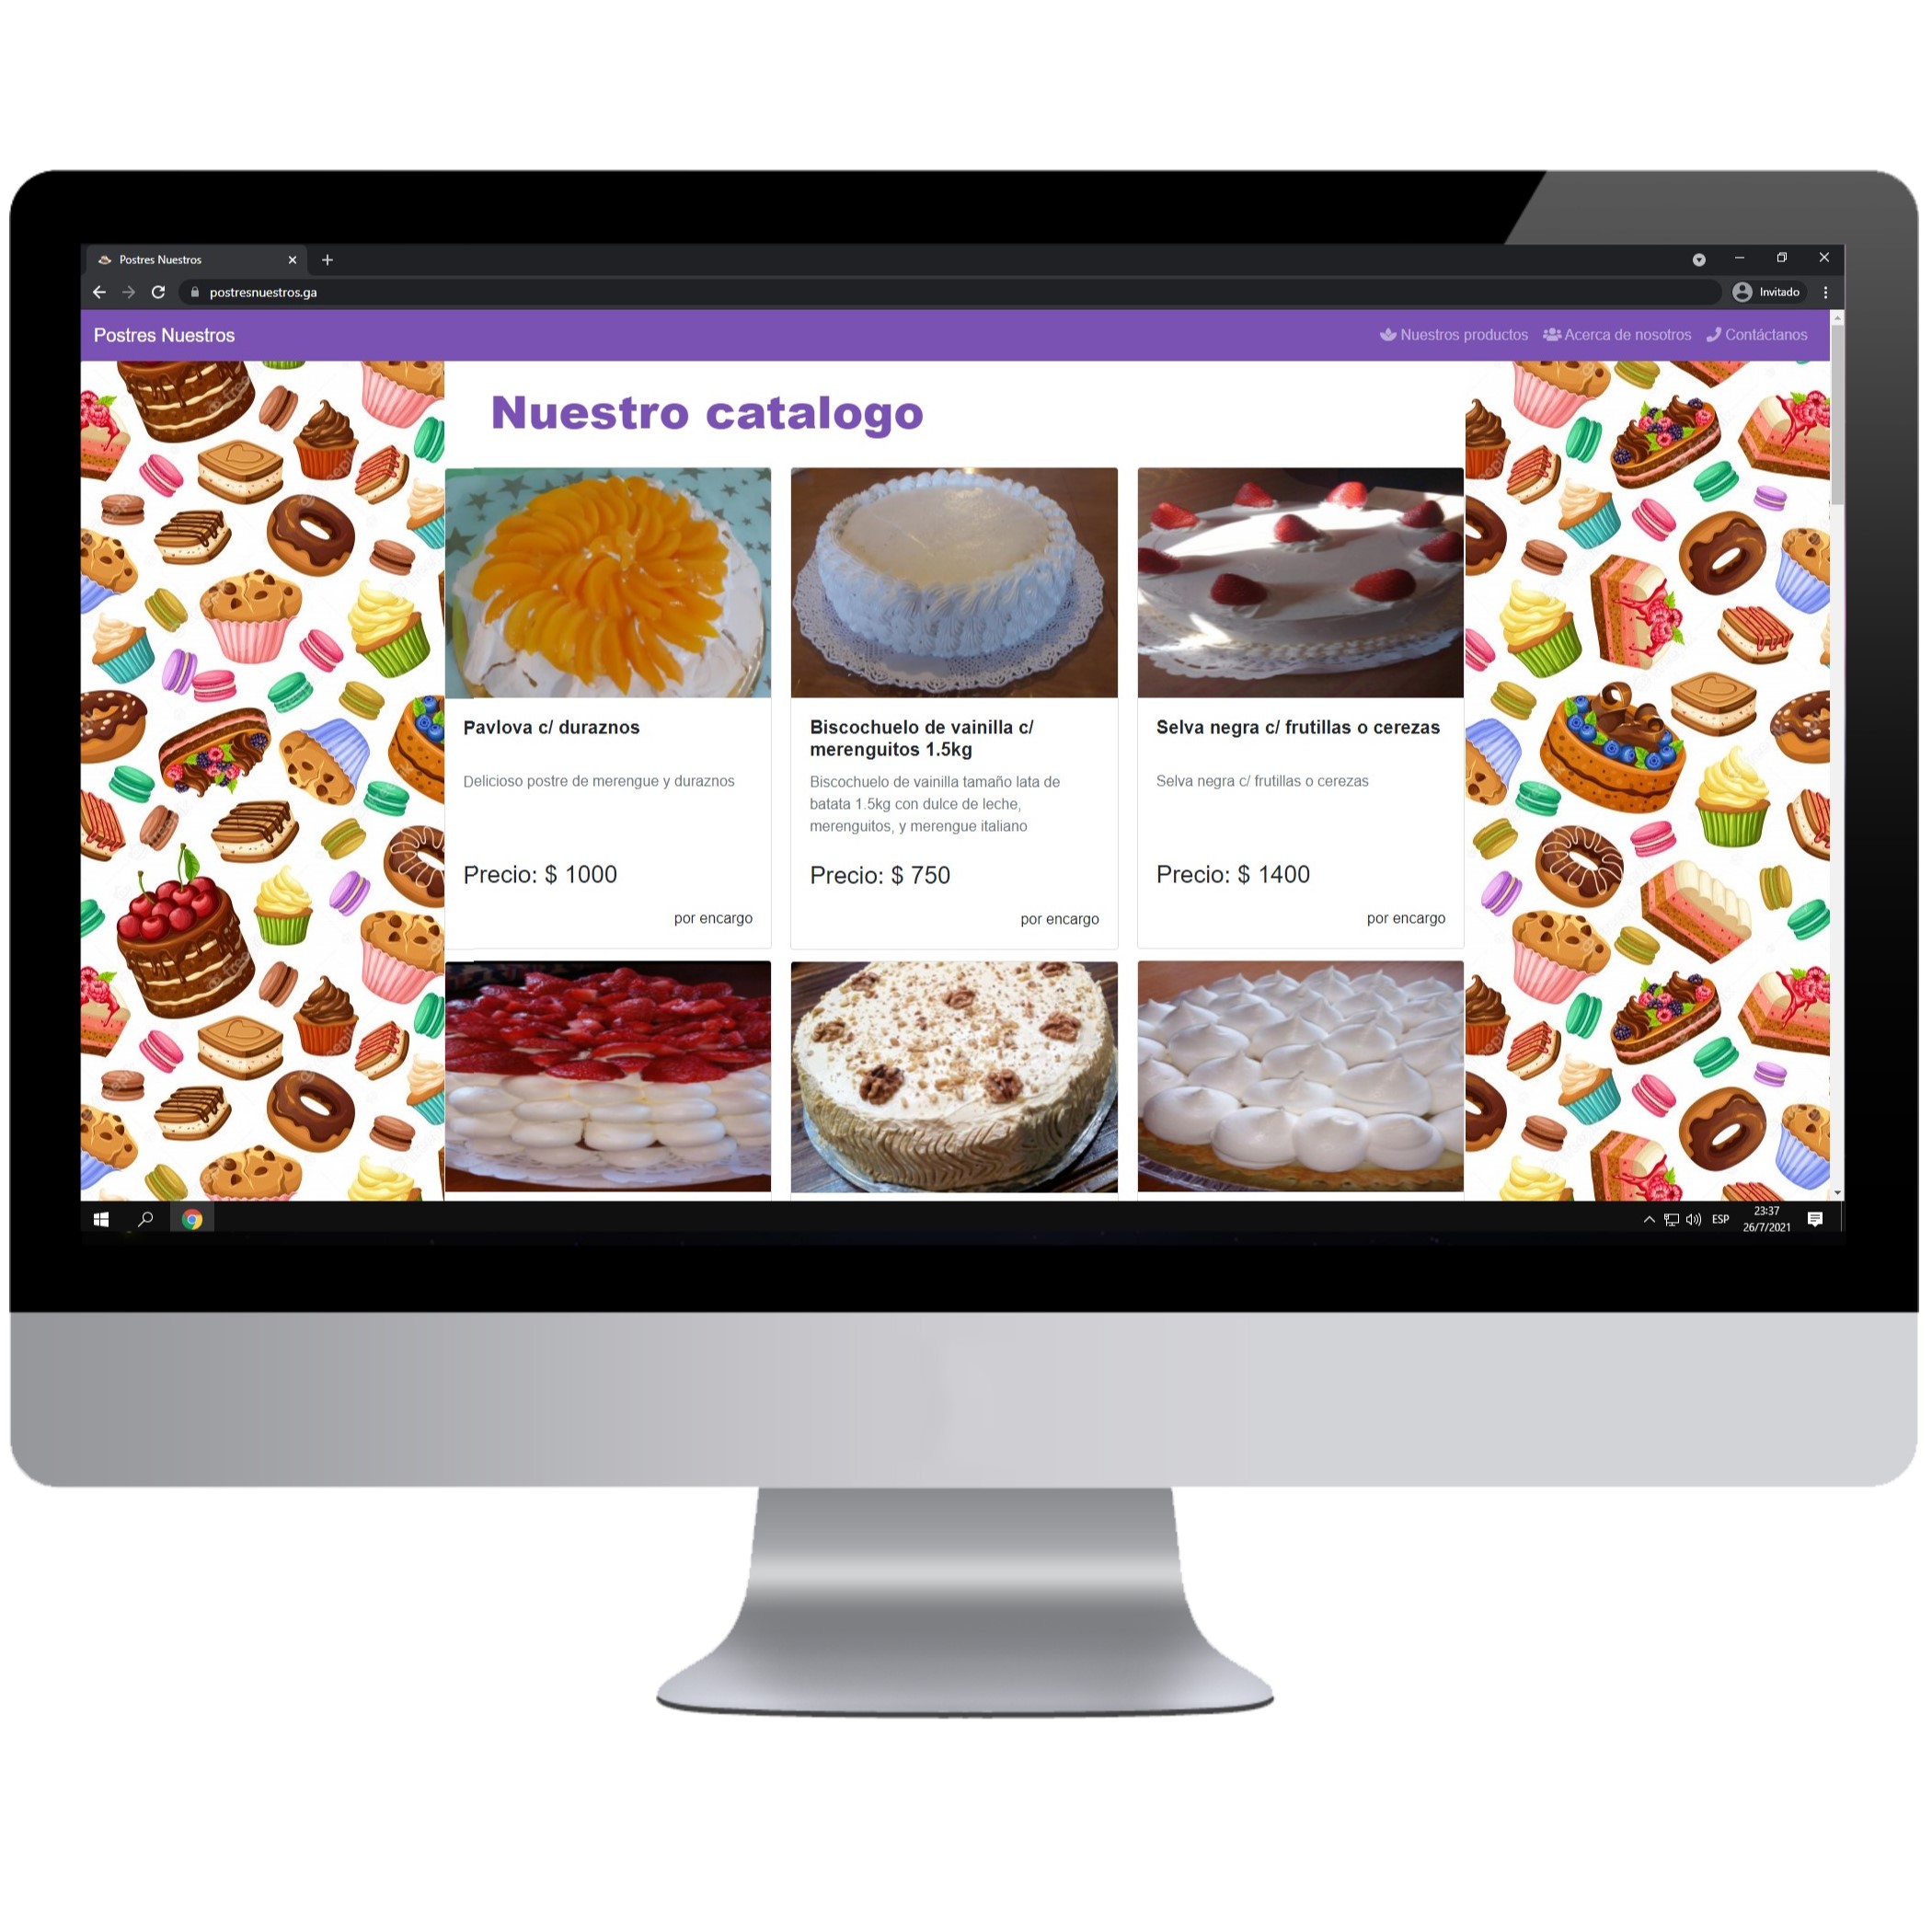 Postres Nuestros
postresnuestros.ga
Invitado
Postres Nuestros
Nuestros productos
Acerca de nosotros
Contáctanos
Nuestro catalogo
Pavlova c/ duraznos
Delicioso postre de merengue y duraznos
Precio: $ 1000
por encargo
Biscochuelo de vainilla c/
merenguitos 1.5kg
Biscochuelo de vainilla tamaño lata de
batata 1.5kg con dulce de leche,
merenguitos, y merengue italiano
Precio: $ 750
por encargo
Selva negra c/ frutillas o cerezas
Selva negra c/ frutillas o cerezas
Precio: $ 1400
por encargo
ESP
23:37
26/7/2021